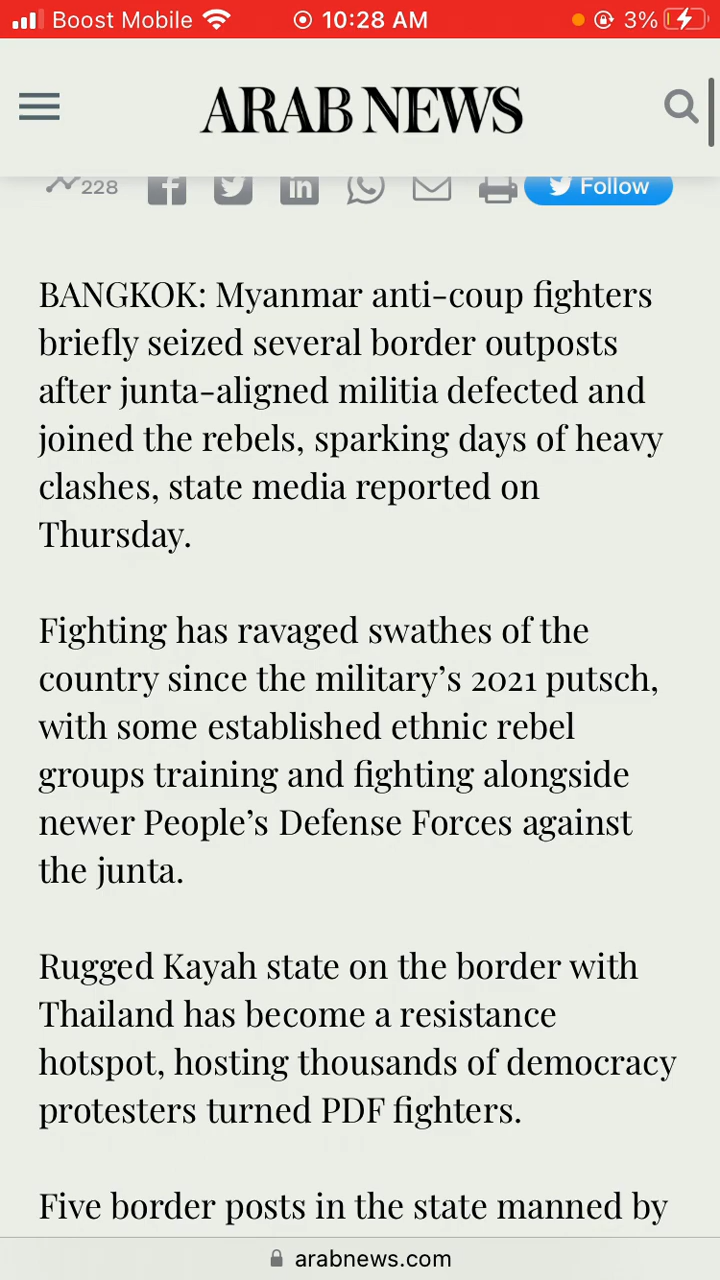 Boost Mobile 10:28 AM 3%
ARAB NEWS
228 Follow
BANGKOK: Myanmar anti-coup fighters
briefly seized several border outposts
after junta-aligned militia defected and
joined the rebels, sparking days of heavy
clashes, state media reported on
Thursday.
Fighting has ravaged swathes of the
country since the military’s 2021 putsch,
with some established ethnic rebel
groups training and fighting alongside
newer People’s Defense Forces against
the junta.
Rugged Kayah state on the border with
Thailand has become a resistance
hotspot, hosting thousands of democracy
protesters turned PDF fighters.
Five border posts in the state manned by
arabnews.com